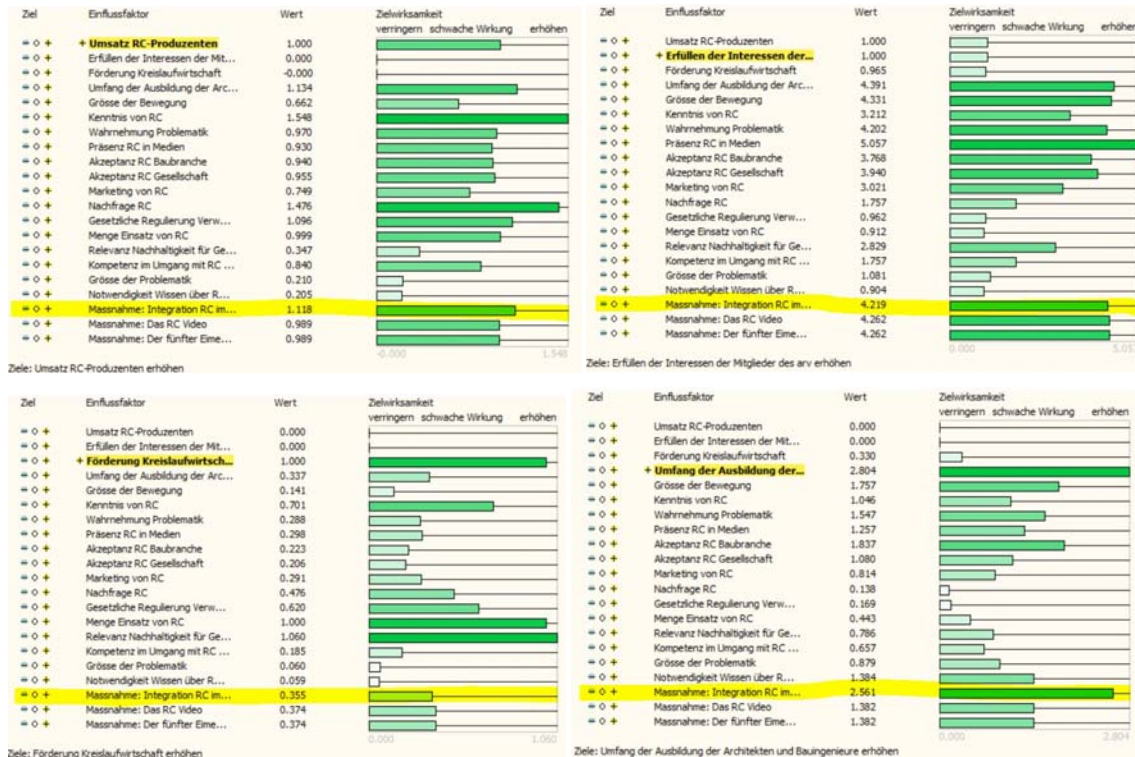 Ziel Einflussfaktor Wert Zielwirksamkeit
verringern schwache Wirkung erhöhen
+ Umsatz RC-Produzenten 1.000
Erfüllen der Interessen der Mit... 0.000
Förderung Kreislaufwirtschaft -0.000
Umfang der Ausbildung der Arc... 1.134
Grösse der Bewegung 0.662
Kenntnis von RC 1.548
Wahrnehmung Problematik 0.970
Präsenz RC in Medien 0.930
Akzeptanz RC Baubranche 0.940
Akzeptanz RC Gesellschaft 0.955
Marketing von RC 0.749
Nachfrage RC 1.476
Gesetzliche Regulierung Verw... 1.096
Menge Einsatz von RC 0.999
Relevanz Nachhaltigkeit für Ge... 0.347
Kompetenz im Umgang mit RC ... 0.840
Grösse der Problematik 0.210
Notwendigkeit Wissen über R... 0.205
Massnahme: Integration RC im... 1.118
Massnahme: Das RC Video 0.989
Massnahme: Der fünfter Eime... 0.989
-0.000 1.548
Ziele: Umsatz RC-Produzenten erhöhen
Ziel Einflussfaktor Wert Zielwirksamkeit
verringern schwache Wirkung erhöhen
Umsatz RC-Produzenten 1.000
+ Erfüllen der Interessen der... 1.000
Förderung Kreislaufwirtschaft 0.965
Umfang der Ausbildung der Arc... 4.391
Grösse der Bewegung 4.331
Kenntnis von RC 3.212
Wahrnehmung Problematik 4.202
Präsenz RC in Medien 5.057
Akzeptanz RC Baubranche 3.768
Akzeptanz RC Gesellschaft 3.940
Marketing von RC 3.021
Nachfrage RC 1.757
Gesetzliche Regulierung Verw... 0.962
Menge Einsatz von RC 0.912
Relevanz Nachhaltigkeit für Ge... 2.829
Kompetenz im Umgang mit RC ... 1.757
Grösse der Problematik 1.081
Notwendigkeit Wissen über R... 0.904
Massnahme: Integration RC im... 4.219
Massnahme: Das RC Video 4.262
Massnahme: Der fünfter Eime... 4.262
0.000
Ziele: Erfüllen der Interessen der Mitglieder des arv erhöhen
Ziel Einflussfaktor Wert Zielwirksamkeit
verringern schwache Wirkung erhöhen
Umsatz RC-Produzenten 0.000
Erfüllen der Interessen der Mit... 0.000
+ Förderung Kreislaufwirtsch... 1.000
Umfang der Ausbildung der Arc... 0.337
Grösse der Bewegung 0.141
Kenntnis von RC 0.701
Wahrnehmung Problematik 0.288
Präsenz RC in Medien 0.298
Akzeptanz RC Baubranche 0.223
Akzeptanz RC Gesellschaft 0.206
Marketing von RC 0.291
Nachfrage RC 0.476
Gesetzliche Regulierung Verw... 0.620
Menge Einsatz von RC 1.000
Relevanz Nachhaltigkeit für Ge... 1.060
Kompetenz im Umgang mit RC ... 0.185
Grösse der Problematik 0.060
Notwendigkeit Wissen über R... 0.059
Massnahme: Integration RC im... 0.355
Massnahme: Das RC Video 0.374
Massnahme: Der fünfter Eime... 0.374
0.000 1.060
Ziele: Förderung Kreislaufwirtschaft erhöhen
Ziel Einflussfaktor Wert Zielwirksamkeit
verringern schwache Wirkung erhöhen
Umsatz RC-Produzenten 0.000
Erfüllen der Interessen der Mit... 0.000
Förderung Kreislaufwirtschaft 0.330
+ Umfang der Ausbildung der... 2.804
Grösse der Bewegung 1.757
Kenntnis von RC 1.046
Wahrnehmung Problematik 1.547
Präsenz RC in Medien 1.257
Akzeptanz RC Baubranche 1.837
Akzeptanz RC Gesellschaft 1.080
Marketing von RC 0.814
Nachfrage RC 0.138
Gesetzliche Regulierung Verw... 0.169
Menge Einsatz von RC 0.443
Relevanz Nachhaltigkeit für Ge... 0.786
Kompetenz im Umgang mit RC ... 0.657
Grösse der Problematik 0.879
Notwendigkeit Wissen über R... 1.384
Massnahme: Integration RC im... 2.561
Massnahme: Das RC Video 1.382
Massnahme: Der fünfter Eime... 1.382
0.000 2.804
Ziele: Umfang der Ausbildung der Architekten und Bauingenieure erhöhen